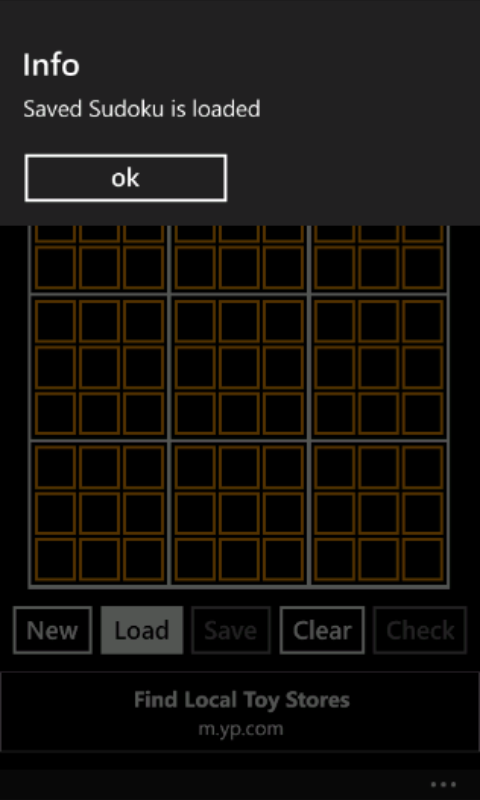 Info
Saved Sudoku is loaded
ok
New Load Save Clear Check
Find Local Toy Stores
m.yp.com